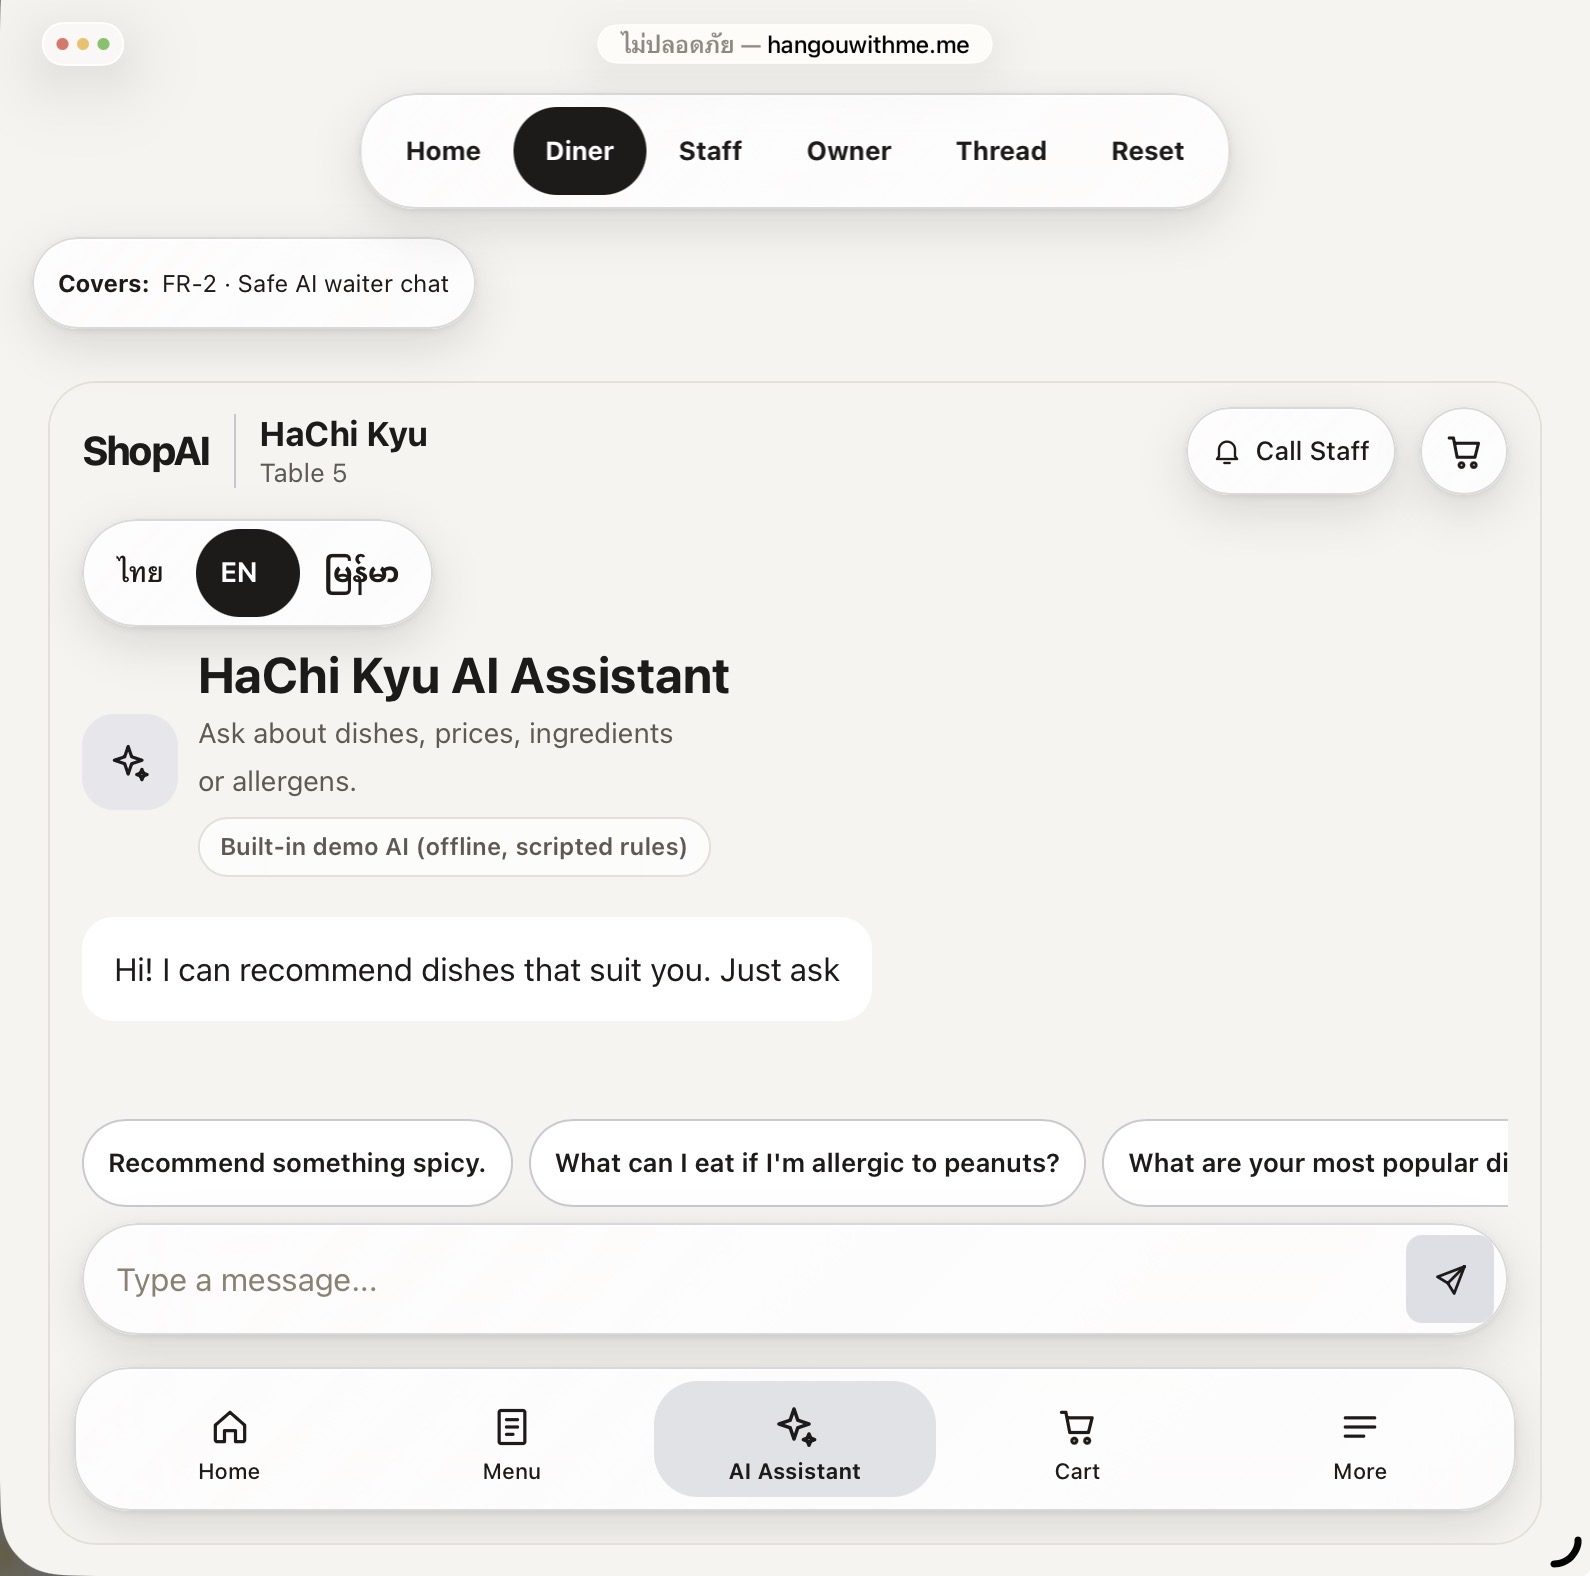 ไม่ปลอดภัย — hangouwithme.me
Home Diner Staff Owner Thread Reset
Covers: FR-2 · Safe AI waiter chat
ShopAI
HaChi Kyu
Table 5
Call Staff
ไทย EN မြန်မာ
HaChi Kyu AI Assistant
Ask about dishes, prices, ingredients
or allergens.
Built-in demo AI (offline, scripted rules)
Hi! I can recommend dishes that suit you. Just ask
Recommend something spicy. What can I eat if I'm allergic to peanuts? What are your most popular di
Type a message...
Home Menu AI Assistant Cart More